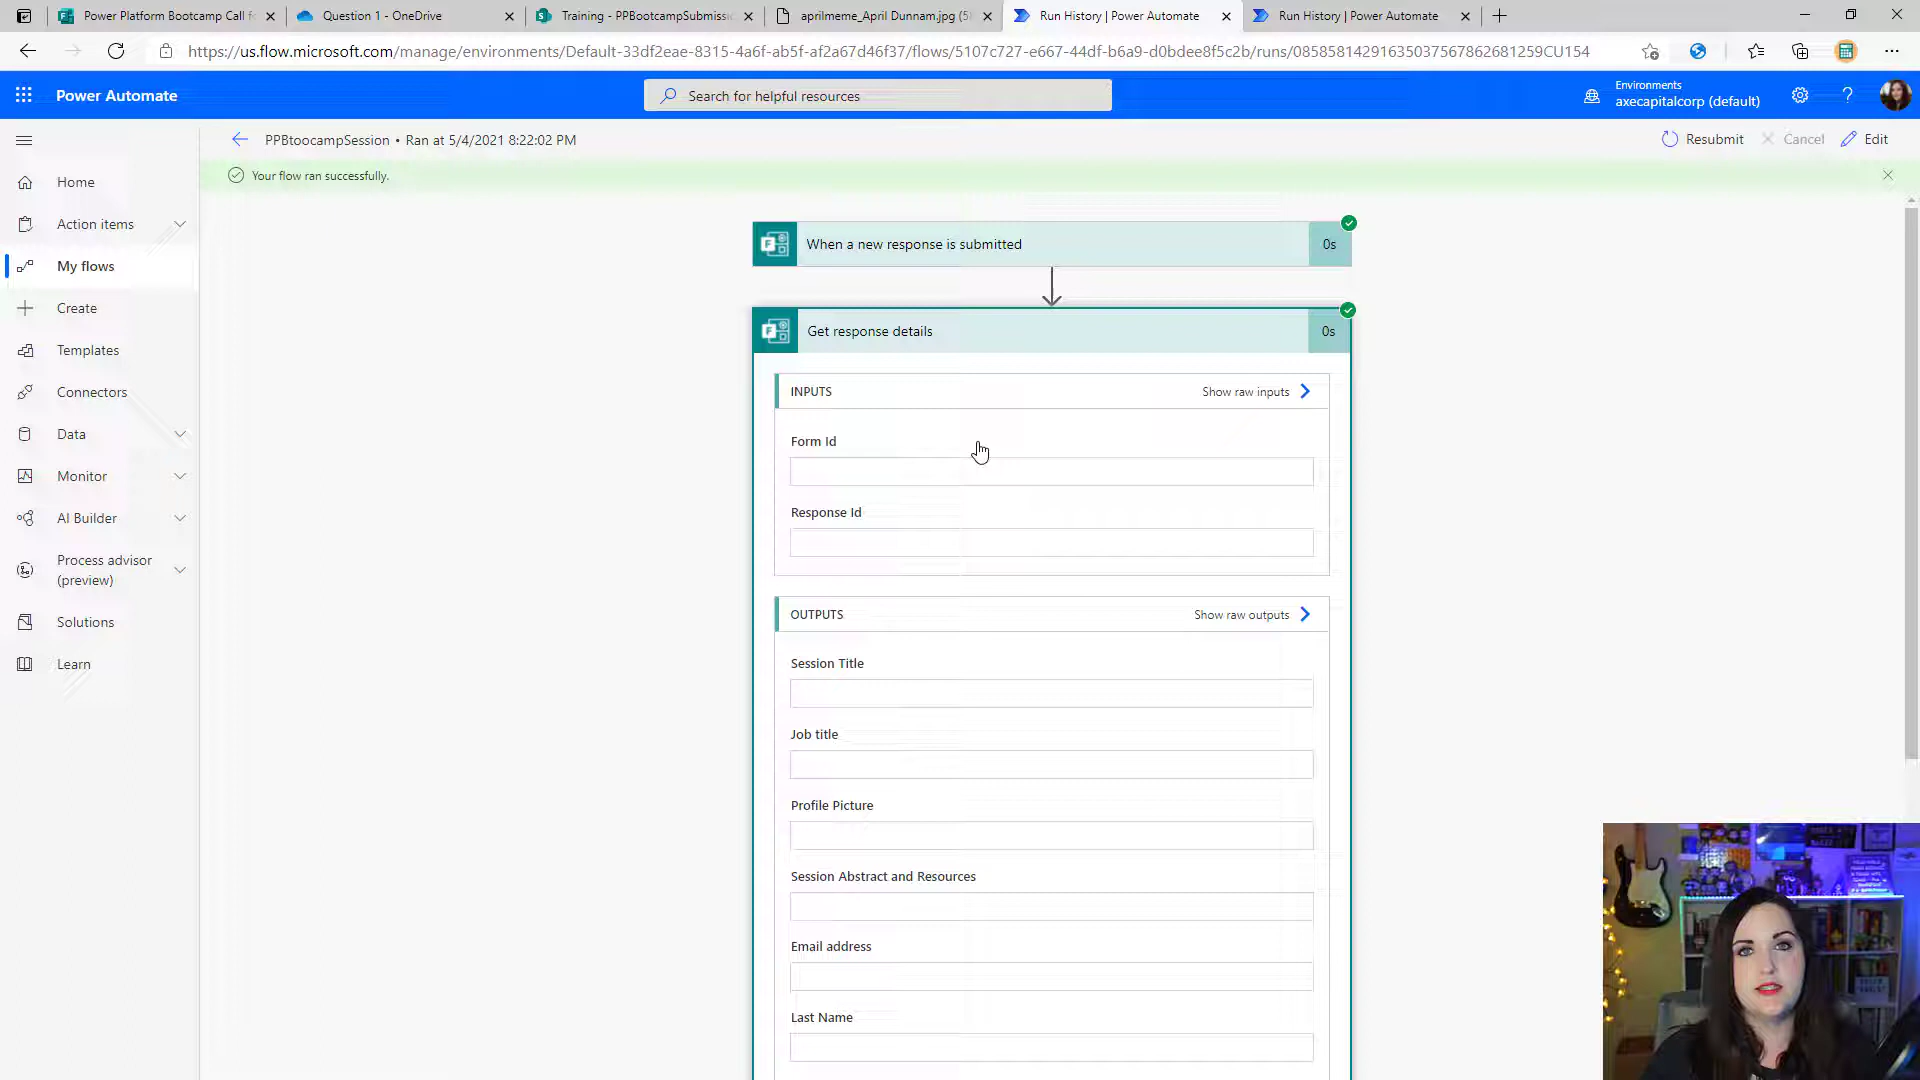 Power Platform Bootcamp Call fo
Question 1 - OneDrive
Training - PPBootcampSubmissi
aprilmeme_April Dunnam.jpg (5
Run History | Power Automate
Run History | Power Automate
https://us.flow.microsoft.com/manage/environments/Default-33df2eae-8315-4a6f-ab5f-af2a67d46f37/flows/5107c727-e667-44df-b6a9-d0bdee8f5c2b/runs/08585814291635037567862681259CU154
Power Automate
Search for helpful resources
Environments
axecapitalcorp (default)
PPBtoocampSession • Ran at 5/4/2021 8:22:02 PM
Resubmit
Cancel
Edit
Your flow ran successfully.
Home
Action items
My flows
Create
Templates
Connectors
Data
Monitor
AI Builder
Process advisor
(preview)
Solutions
Learn
When a new response is submitted
0s
Get response details
0s
INPUTS
Show raw inputs
Form Id
Response Id
OUTPUTS
Show raw outputs
Session Title
Job title
Profile Picture
Session Abstract and Resources
Email address
Last Name